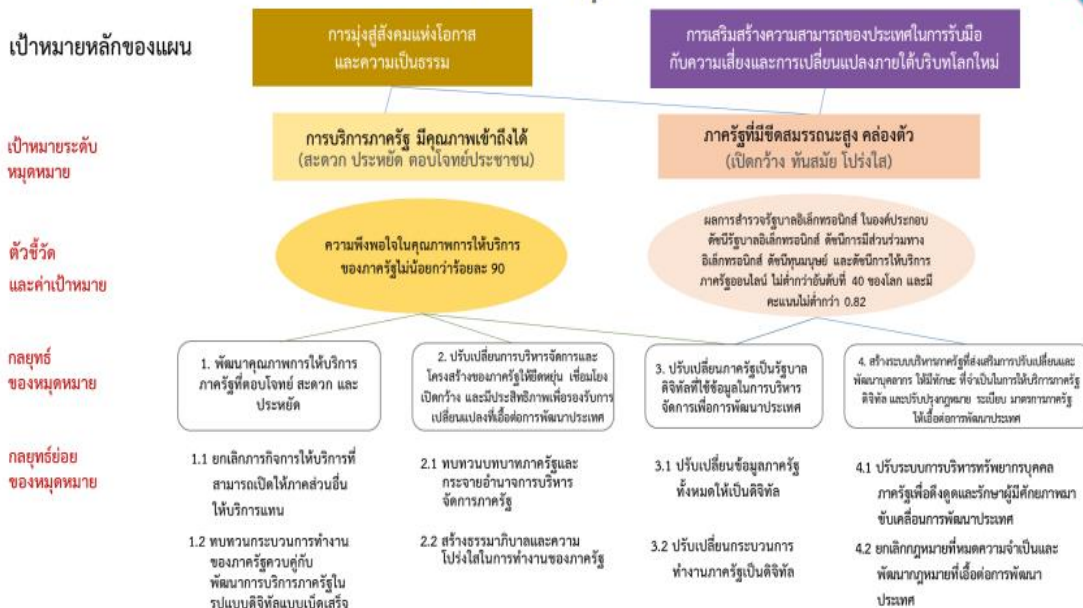 เป้าหมายหลักของแผน
การมุ่งสู่สังคมแห่งโอกาส
และความเป็นธรรม
การเสริมสร้างความสามารถของประเทศในการรับมือ
กับความเสี่ยงและการเปลี่ยนแปลงภายใต้บริบทโลกใหม่
เป้าหมายระดับ
หมุดหมาย
การบริการภาครัฐ มีคุณภาพเข้าถึงได้
(สะดวก ประหยัด ตอบโจทย์ประชาชน)
ภาครัฐที่มีขีดสมรรถนะสูง คล่องตัว
(เปิดกว้าง ทันสมัย โปร่งใส)
ตัวชี้วัด
และค่าเป้าหมาย
ความพึงพอใจในคุณภาพการให้บริการ
ของภาครัฐไม่น้อยกว่าร้อยละ 90
ผลการสำรวจรัฐบาลอิเล็กทรอนิกส์ ในองค์ประกอบ
ดัชนีรัฐบาลอิเล็กทรอนิกส์ ดัชนีการมีส่วนร่วมทาง
อิเล็กทรอนิกส์ ดัชนีทุนมนุษย์ และดัชนีการให้บริการ
ภาครัฐออนไลน์ ไม่ต่ำกว่าอันดับที่ 40 ของโลก และมี
คะแนนไม่ต่ำกว่า 0.82
กลยุทธ์
ของหมุดหมาย
1. พัฒนาคุณภาพการให้บริการ
ภาครัฐที่ตอบโจทย์ สะดวก และ
ประหยัด
2. ปรับเปลี่ยนการบริหารจัดการและ
โครงสร้างของภาครัฐให้ยืดหยุ่น เชื่อมโยง
เปิดกว้าง และมีประสิทธิภาพเพื่อรองรับการ
เปลี่ยนแปลงที่เอื้อต่อการพัฒนาประเทศ
3. ปรับเปลี่ยนภาครัฐเป็นรัฐบาล
ดิจิทัลที่ใช้ข้อมูลในการบริหาร
จัดการเพื่อการพัฒนาประเทศ
4. สร้างระบบบริหารภาครัฐที่ส่งเสริมการปรับเปลี่ยนและ
พัฒนาบุคลากร ให้มีทักษะ ที่จำเป็นในการให้บริการภาครัฐ
ดิจิทัล และปรับปรุงกฎหมาย ระเบียบ มาตรการภาครัฐ
ให้เอื้อต่อการพัฒนาประเทศ
กลยุทธ์ย่อย
ของหมุดหมาย
1.1 ยกเลิกภารกิจการให้บริการที่
สามารถเปิดให้ภาคส่วนอื่น
ให้บริการแทน
1.2 ทบทวนกระบวนการทำงาน
ของภาครัฐควบคู่กับ
พัฒนาการบริการภาครัฐใน
รูปแบบดิจิทัลแบบเบ็ดเสร็จ
2.1 ทบทวนบทบาทภาครัฐและ
กระจายอำนาจการบริหาร
จัดการภาครัฐ
2.2 สร้างธรรมาภิบาลและความ
โปร่งใสในการทำงานของภาครัฐ
3.1 ปรับเปลี่ยนข้อมูลภาครัฐ
ทั้งหมดให้เป็นดิจิทัล
3.2 ปรับเปลี่ยนกระบวนการ
ทำงานภาครัฐเป็นดิจิทัล
4.1 ปรับระบบการบริหารทรัพยากรบุคคล
ภาครัฐเพื่อดึงดูดและรักษาผู้มีศักยภาพมา
ขับเคลื่อนการพัฒนาประเทศ
4.2 ยกเลิกกฎหมายที่หมดความจำเป็นและ
พัฒนากฎหมายที่เอื้อต่อการพัฒนา
ประเทศ